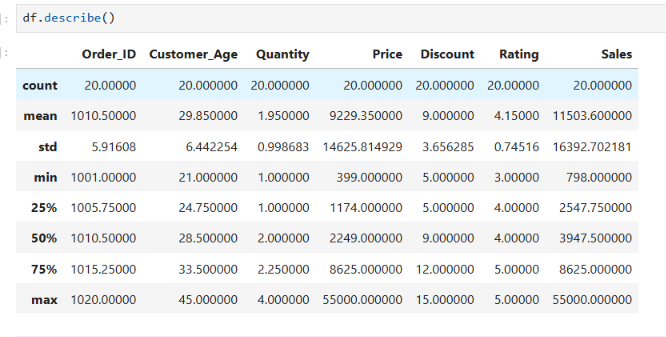 ]: df.describe()
]: Order_ID Customer_Age Quantity Price Discount Rating Sales
count 20.00000 20.000000 20.000000 20.000000 20.000000 20.00000 20.000000
mean 1010.50000 29.850000 1.950000 9229.350000 9.000000 4.15000 11503.600000
std 5.91608 6.442254 0.998683 14625.814929 3.656285 0.74516 16392.702181
min 1001.00000 21.000000 1.000000 399.000000 5.000000 3.00000 798.000000
25% 1005.75000 24.750000 1.000000 1174.000000 5.000000 4.00000 2547.750000
50% 1010.50000 28.500000 2.000000 2249.000000 9.000000 4.00000 3947.500000
75% 1015.25000 33.500000 2.250000 8625.000000 12.000000 5.00000 8625.000000
max 1020.00000 45.000000 4.000000 55000.000000 15.000000 5.00000 55000.000000